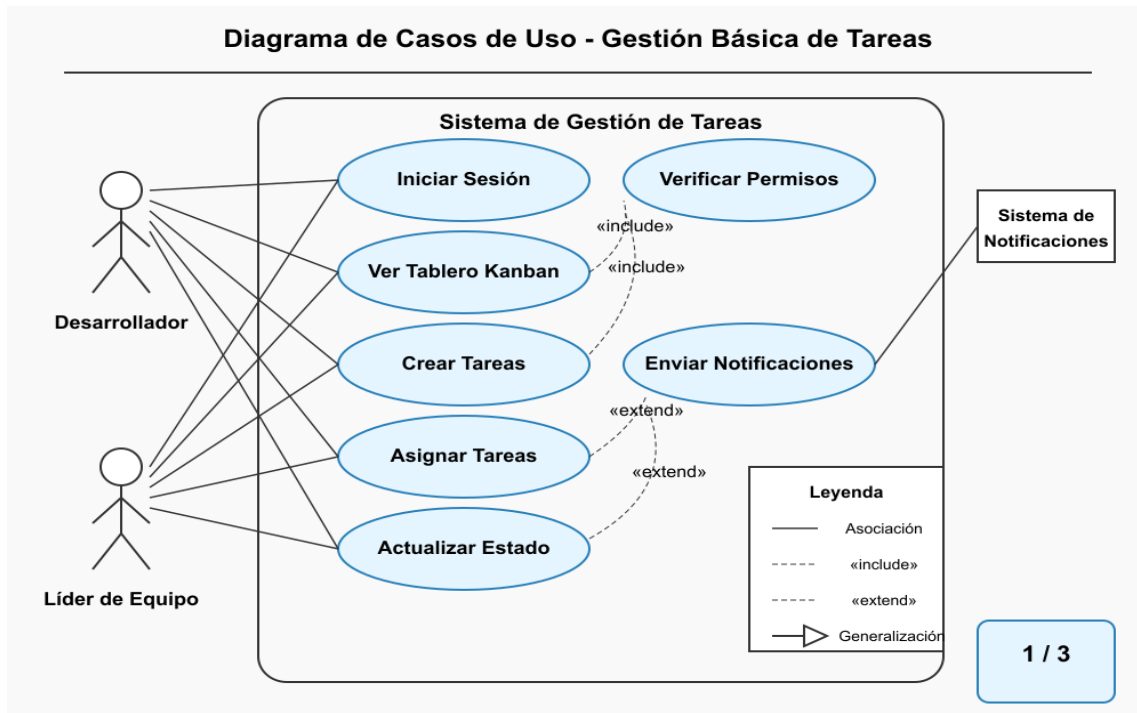 Diagrama de Casos de Uso - Gestión Básica de Tareas
Sistema de Gestión de Tareas
Iniciar Sesión
Verificar Permisos
Sistema de
Notificaciones
«include»
Ver Tablero Kanban
«include»
Desarrollador
Crear Tareas
Enviar Notificaciones
«extend»
Asignar Tareas
«extend»
Actualizar Estado
Líder de Equipo
Leyenda
Asociación
«include»
«extend»
Generalización
1 / 3